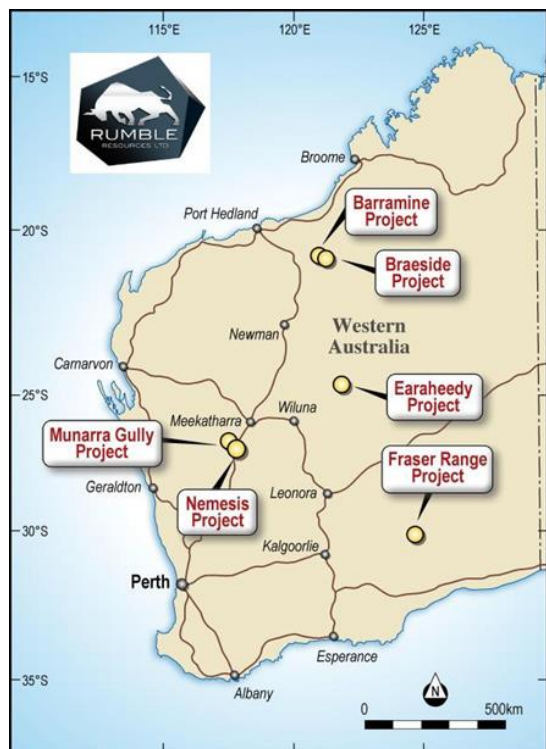 115°E
120°E
125°E
15°S
RUMBLE
RESOURCES LTD
Broome
Barramine
Project
20°S
Port Hedland
Braeside
Project
Newman
Western
Australia
Carnarvon
25°S
Earaheedy
Project
Meekatharra
Wiluna
Munarra Gully
Project
Fraser Range
Project
Geraldton
Nemesis
Project
Leonora
30°S
Kalgoorlie
Perth
Esperance
35°S
Albany
N
0
500km